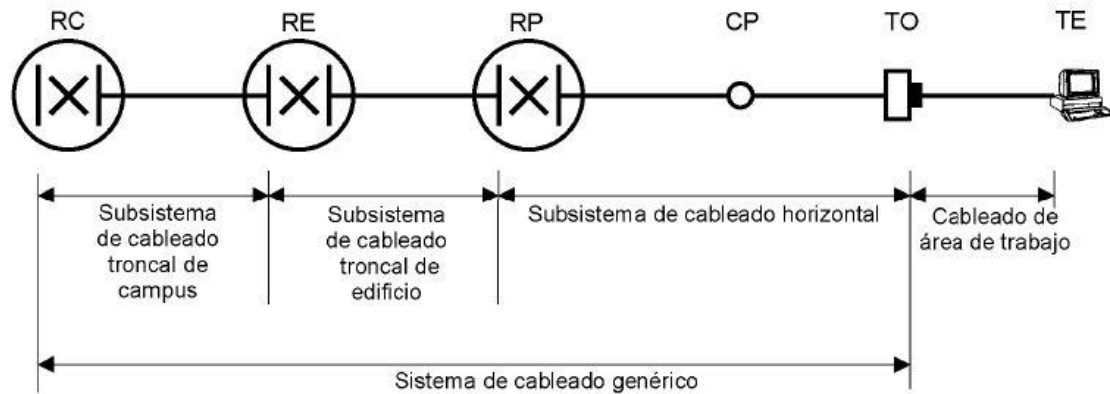 RC RE RP CP TO TE
Subsistema
de cableado
troncal de
campus
Subsistema
de cableado
troncal de
edificio
Subsistema de cableado horizontal
Cableado de
área de trabajo
Sistema de cableado genérico